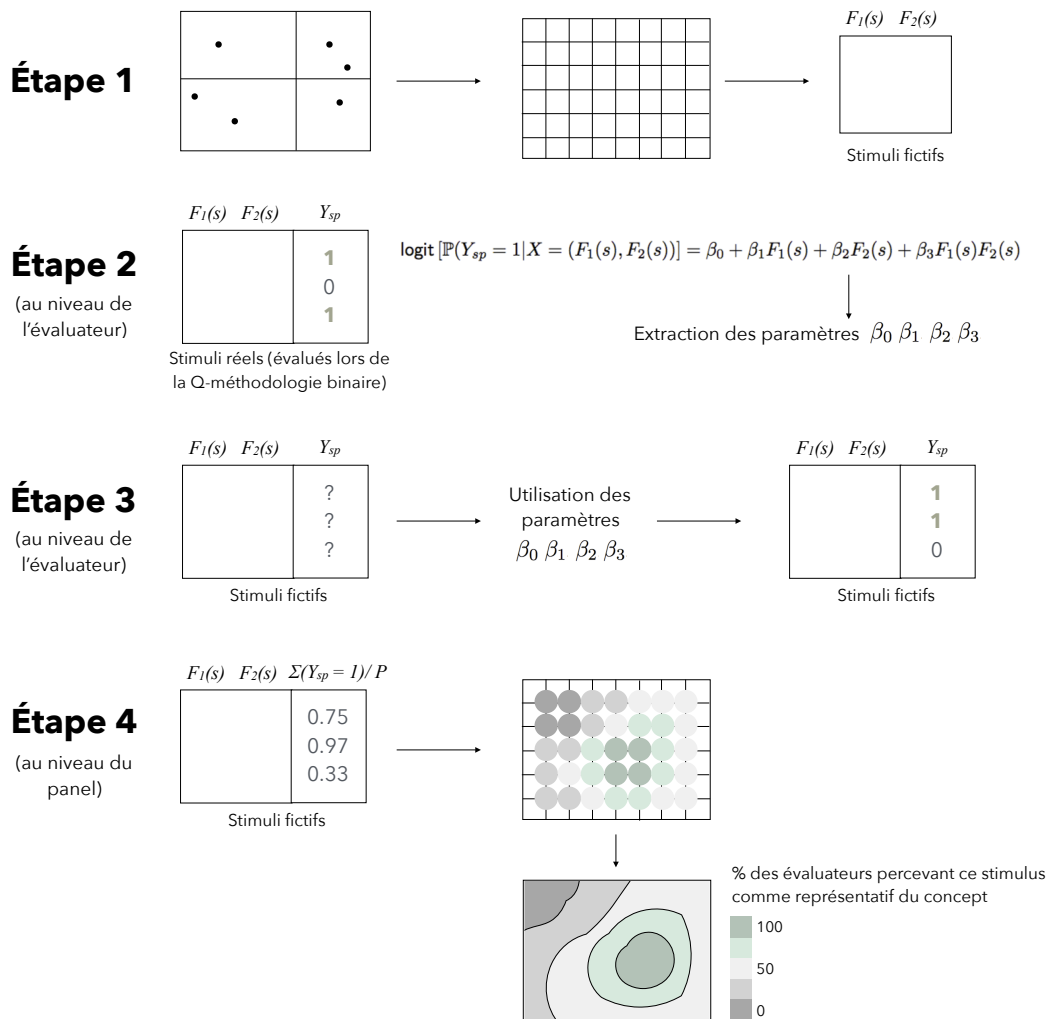 F₁(s) F₂(s)
Étape 1
Stimuli fictifs
F₁(s) F₂(s) Yₛₚ
Étape 2
(au niveau de
l'évaluateur)
1
0
1
logit [ℙ(Yₛₚ = 1|X = (F₁(s), F₂(s))] = β₀ + β₁F₁(s) + β₂F₂(s) + β₃F₁(s)F₂(s)
Extraction des paramètres β₀ β₁ β₂ β₃
Stimuli réels (évalués lors de
la Q-méthodologie binaire)
F₁(s) F₂(s) Yₛₚ
Étape 3
(au niveau de
l'évaluateur)
?
?
?
Stimuli fictifs
Utilisation des
paramètres
β₀ β₁ β₂ β₃
F₁(s) F₂(s) Yₛₚ
1
1
0
Stimuli fictifs
F₁(s) F₂(s) Σ(Yₛₚ = 1)/P
Étape 4
(au niveau du
panel)
0.75
0.97
0.33
Stimuli fictifs
% des évaluateurs percevant ce stimulus
comme représentatif du concept
100
50
0